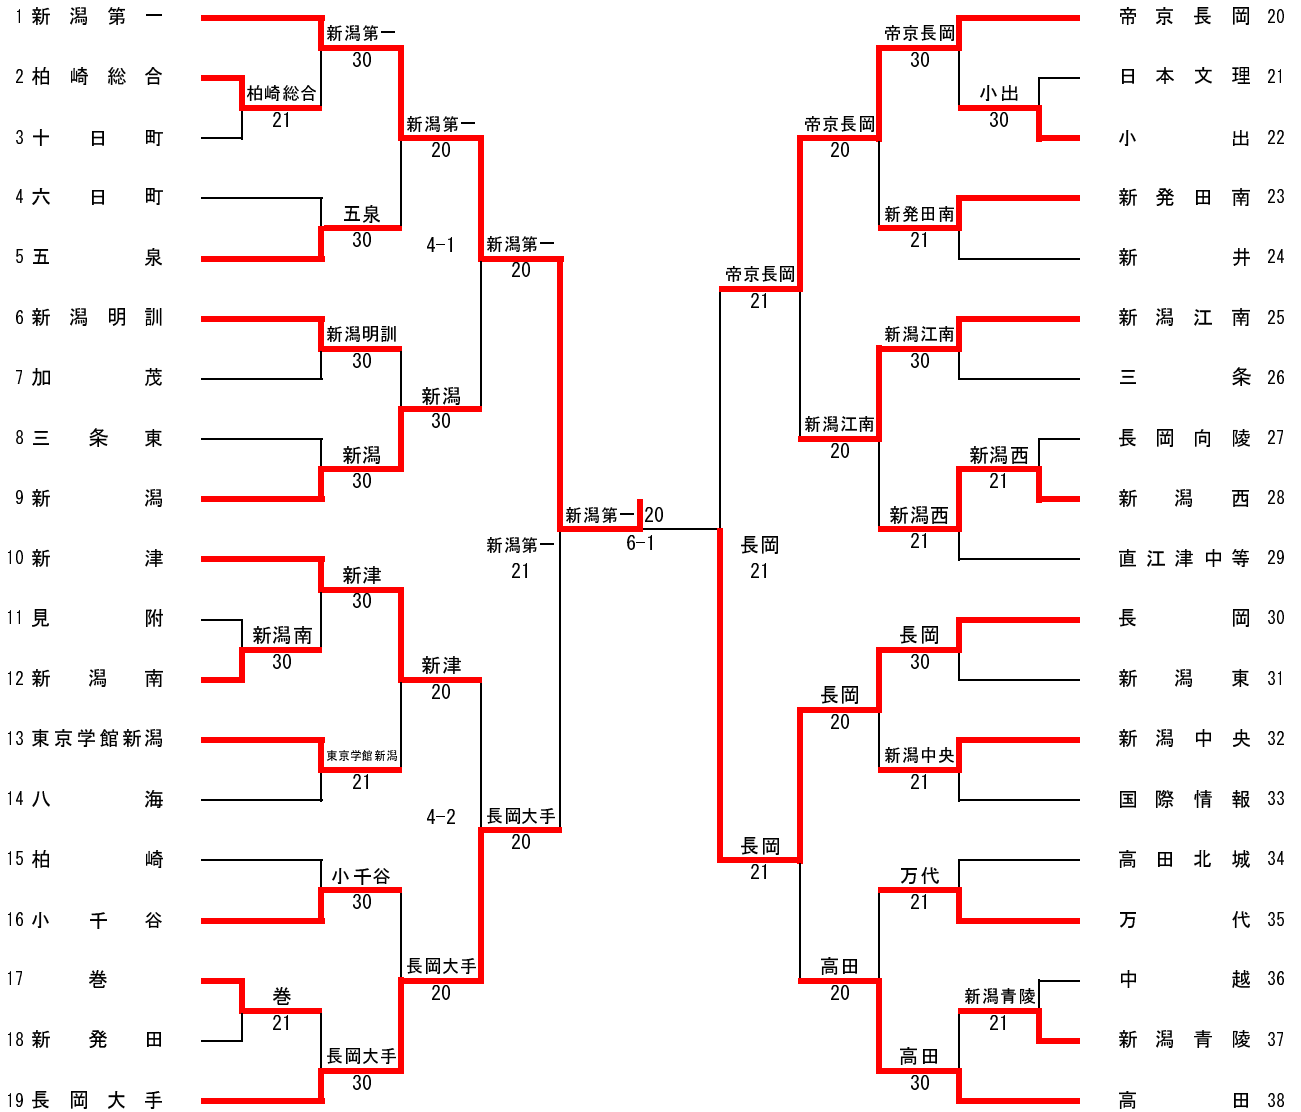 1 新潟第一
2 柏崎総合
3 十日町
4 六日町
5 五泉
6 新潟明訓
7 加茂
8 三条東
9 新潟
10 新津
11 見附
12 新潟南
13 東京学館新潟
14 八海
15 柏崎
16 小千谷
17 巻
18 新発田
19 長岡大手
柏崎総合
21
新潟南
30
巻
21
新潟第一
30
五泉
30
新潟明訓
30
新潟
30
新津
30
東京学館新潟
21
小千谷
30
長岡大手
30
新潟第一
20
新潟
30
新津
20
長岡大手
20
4-1
4-2
新潟第一
20
長岡大手
20
新潟第一
21
新潟第一
20
6-1
長岡
21
帝京長岡
21
長岡
21
帝京長岡
20
新潟江南
20
長岡
20
高田
20
帝京長岡
30
新発田南
21
新潟江南
30
新潟西
21
長岡
30
新潟中央
21
万代
21
高田
30
小出
30
新潟西
21
新潟青陵
21
帝京長岡 20
日本文理 21
小出 22
新発田南 23
新井 24
新潟江南 25
三条 26
長岡向陵 27
新潟西 28
直江津中等 29
長岡 30
新潟東 31
新潟中央 32
国際情報 33
高田北城 34
万代 35
中越 36
新潟青陵 37
高田 38